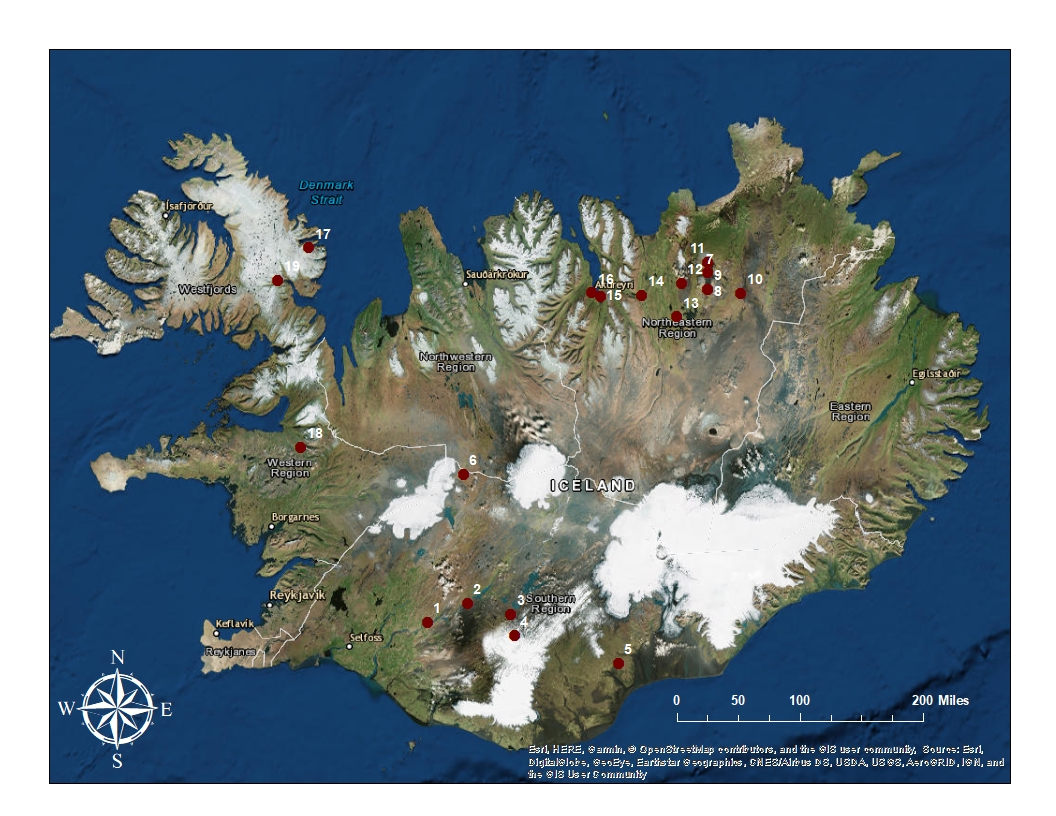 Denmark
Strait
Ísafjörður
17
19
Westfjords
Sauðárkrókur
16
Akureyri
15
14
11
7
12
9
8
10
13
Northeastern
Region
Northwestern
Region
Egilsstaðir
Eastern
Region
18
Western
Region
6
ICELAND
Borgarnes
Reykjavík
Keflavík
Reykjanes
Selfoss
1
2
3
Southern
Region
4
5
N
W
E
S
0 50 100 200 Miles
Esri, HERE, Garmin, © OpenStreetMap contributors, and the GIS user community, Source: Esri,
DigitalGlobe, GeoEye, Earthstar Geographics, CNES/Airbus DS, USDA, USGS, AeroGRID, IGN, and
the GIS User Community